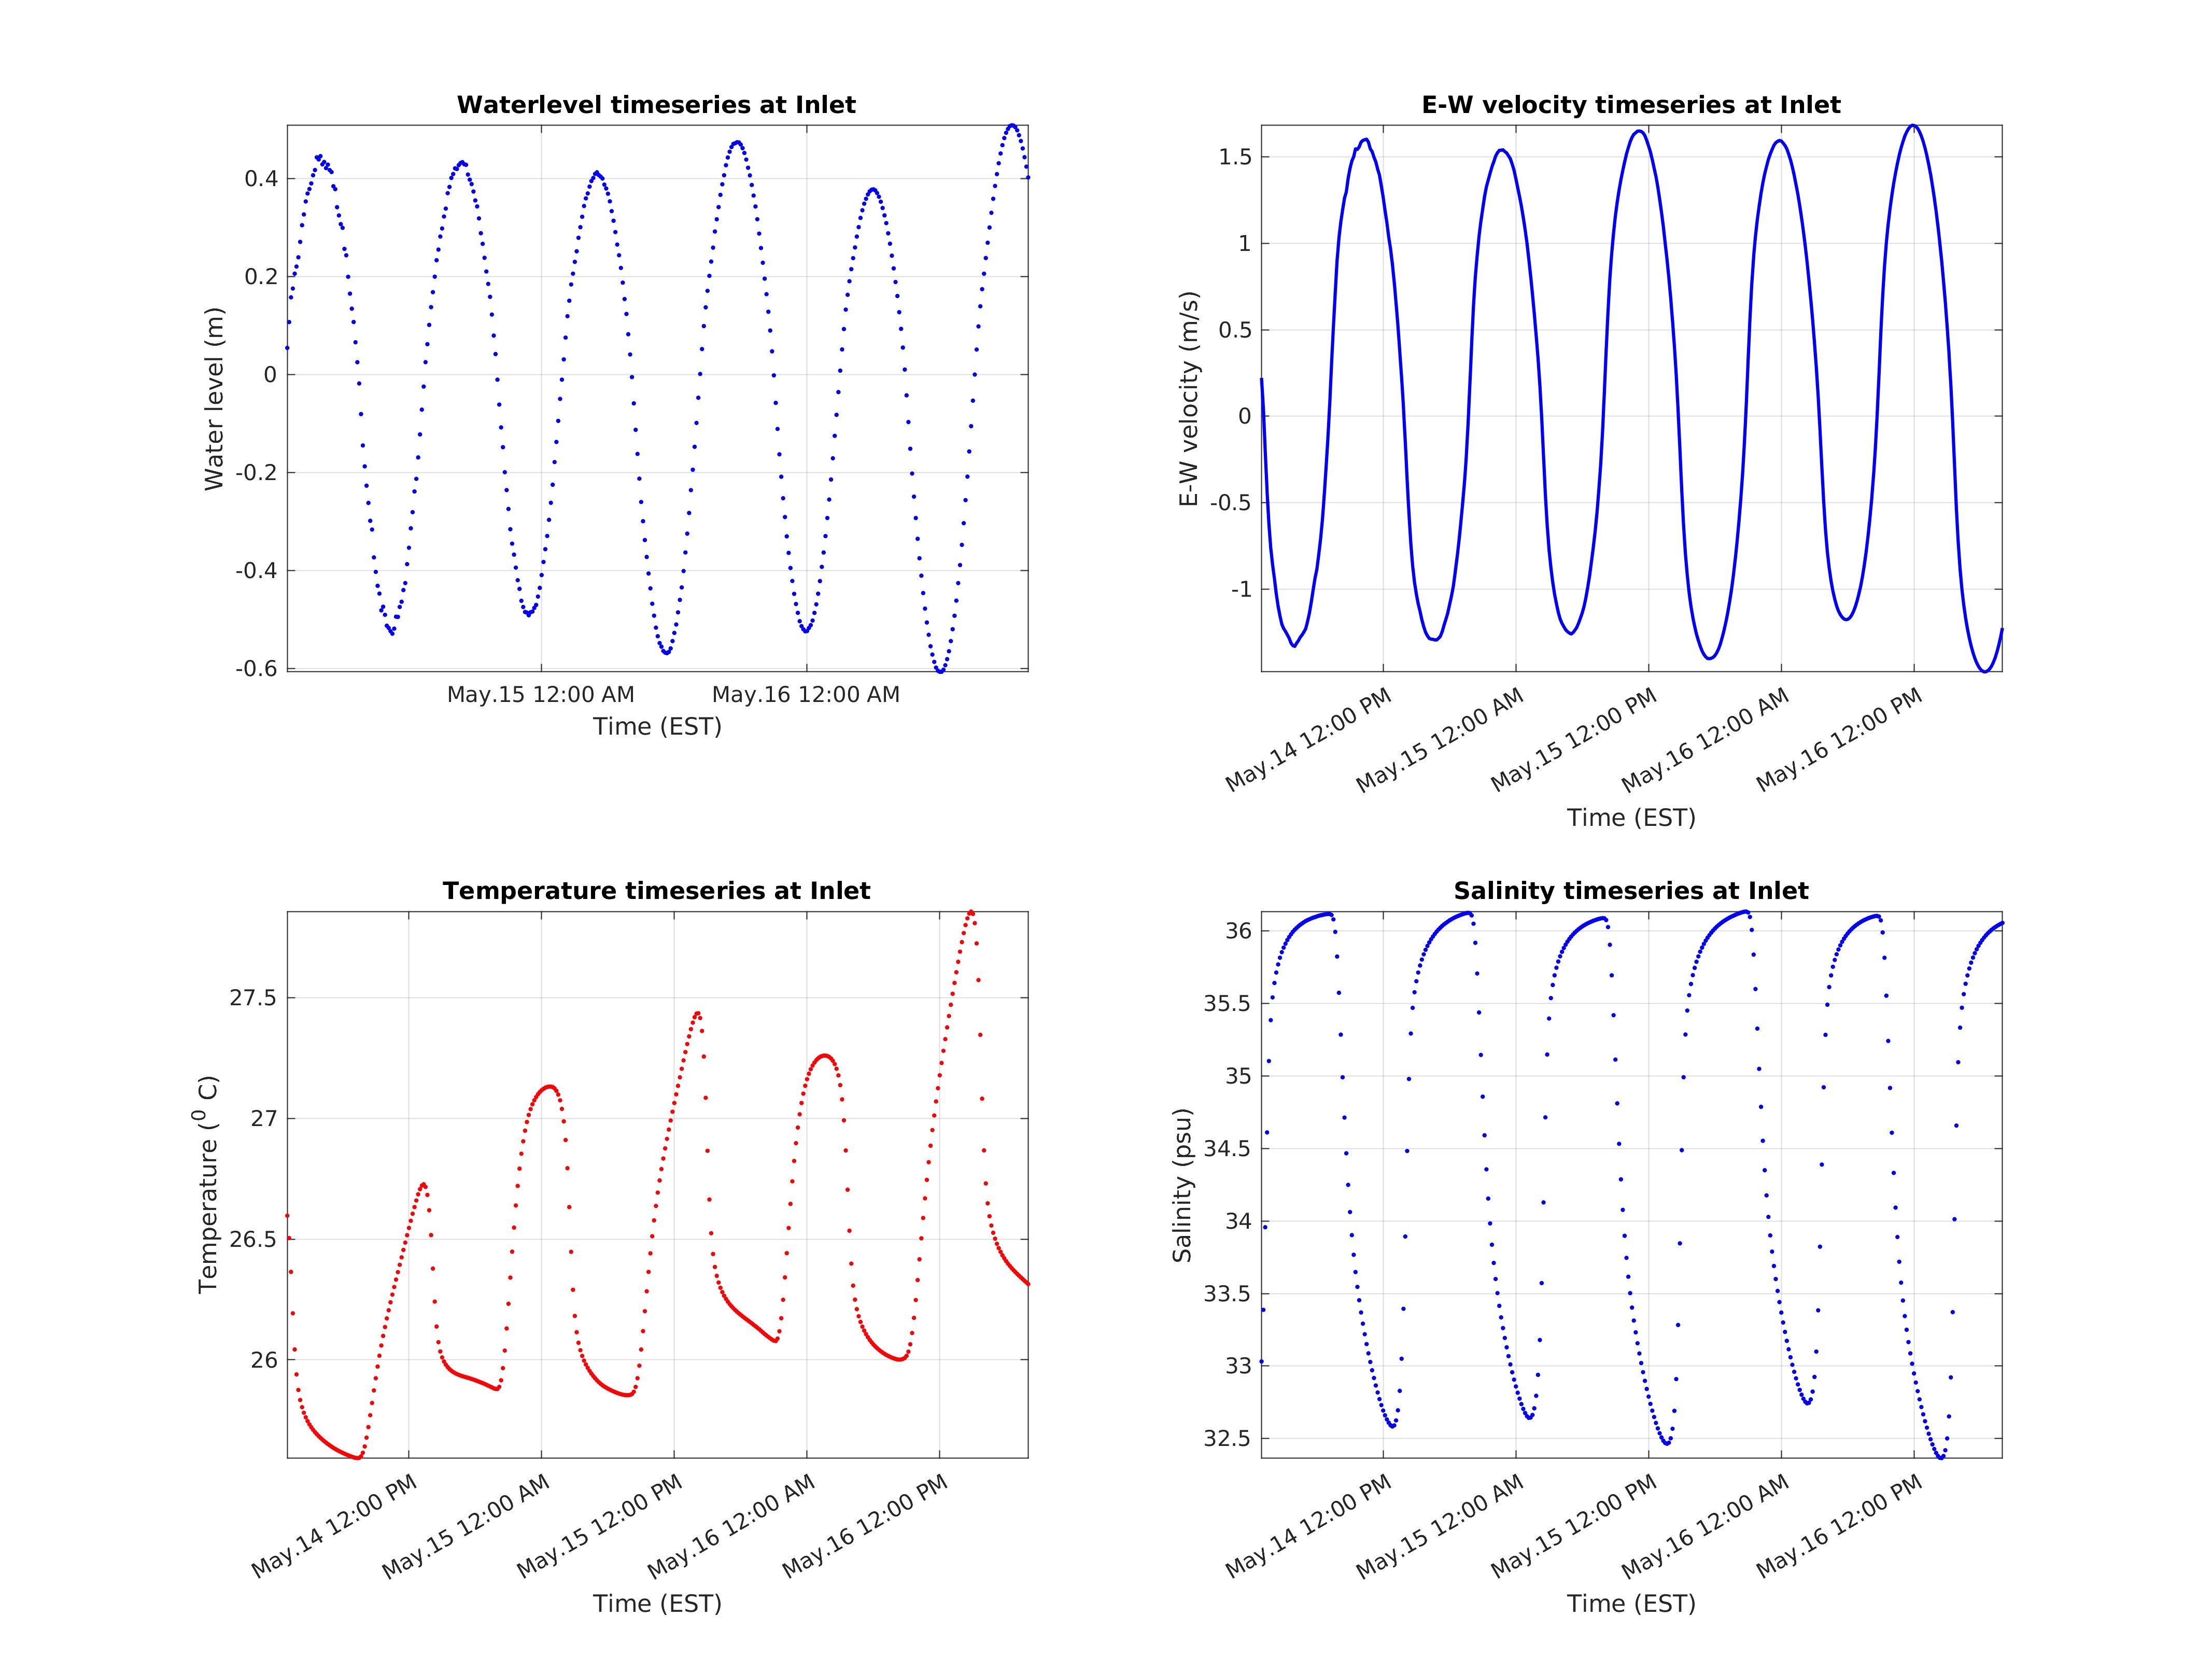 Waterlevel timeseries at Inlet
0.4
0.2
0
-0.2
-0.4
-0.6
Water level (m)
May.15 12:00 AM May.16 12:00 AM
Time (EST)
E-W velocity timeseries at Inlet
1.5
1
0.5
0
-0.5
-1
E-W velocity (m/s)
May.14 12:00 PM
May.15 12:00 AM
May.15 12:00 PM
May.16 12:00 AM
May.16 12:00 PM
Time (EST)
Temperature timeseries at Inlet
27.5
27
26.5
26
Temperature (⁰ C)
May.14 12:00 PM
May.15 12:00 AM
May.15 12:00 PM
May.16 12:00 AM
May.16 12:00 PM
Time (EST)
Salinity timeseries at Inlet
36
35.5
35
34.5
34
33.5
33
32.5
Salinity (psu)
May.14 12:00 PM
May.15 12:00 AM
May.15 12:00 PM
May.16 12:00 AM
May.16 12:00 PM
Time (EST)